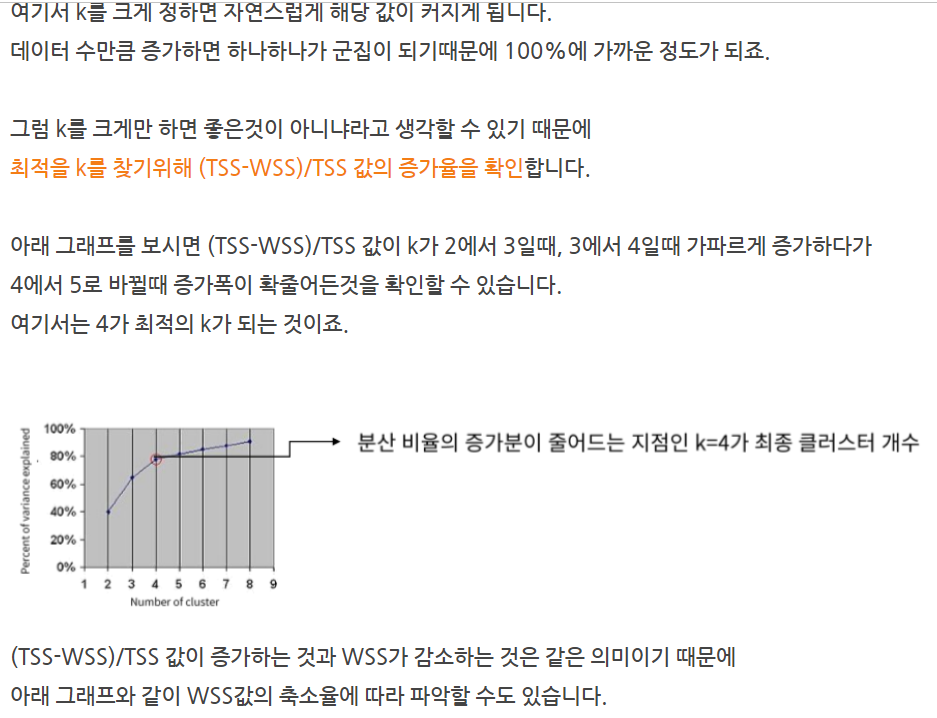 여기서 k를 크게 정하면 자연스럽게 해당 값이 커지게 됩니다.
데이터 수만큼 증가하면 하나하나가 군집이 되기때문에 100%에 가까운 정도가 되죠.
그럼 k를 크게만 하면 좋은것이 아니냐라고 생각할 수 있기 때문에
최적을 k를 찾기위해 (TSS-WSS)/TSS 값의 증가율을 확인합니다.
아래 그래프를 보시면 (TSS-WSS)/TSS 값이 k가 2에서 3일때, 3에서 4일때 가파르게 증가하다가
4에서 5로 바뀔때 증가폭이 확줄어든것을 확인할 수 있습니다.
여기서는 4가 최적의 k가 되는 것이죠.
Percent of variance explained
100%
80%
60%
40%
20%
0%
1 2 3 4 5 6 7 8 9
Number of cluster
분산 비율의 증가분이 줄어드는 지점인 k=4가 최종 클러스터 개수
(TSS-WSS)/TSS 값이 증가하는 것과 WSS가 감소하는 것은 같은 의미이기 때문에
아래 그래프와 같이 WSS값의 축소율에 따라 파악할 수도 있습니다.